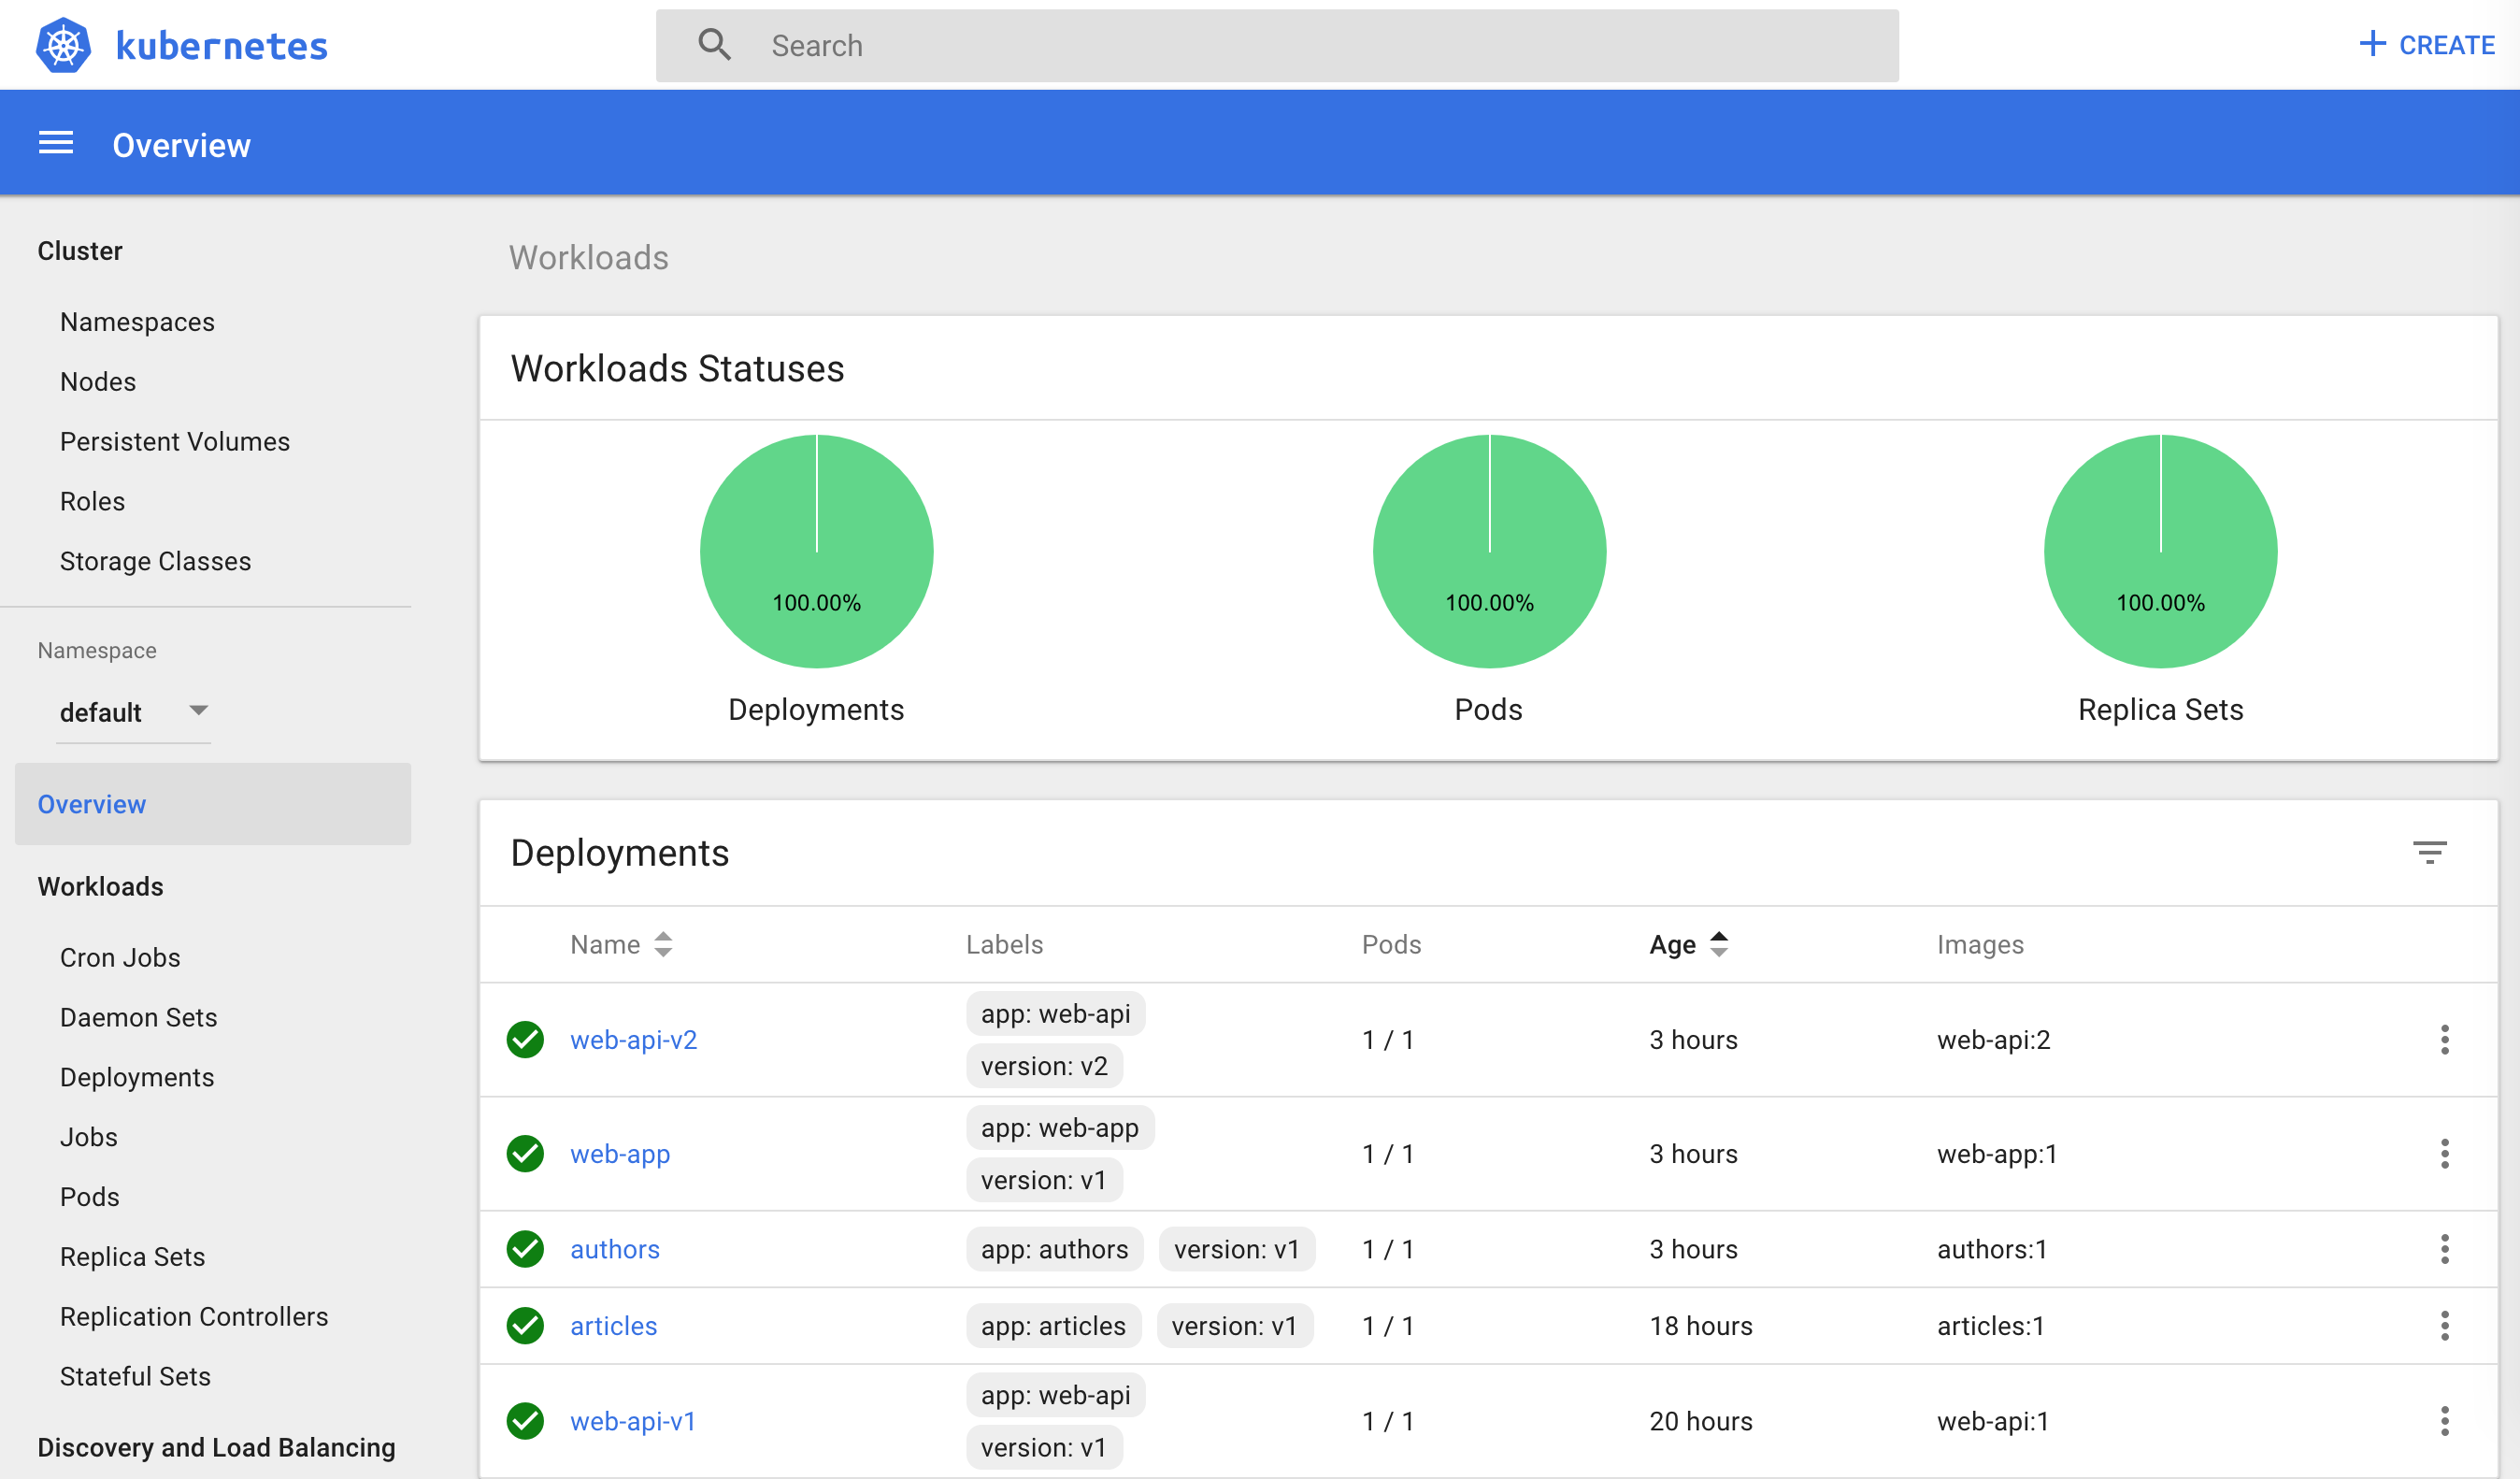 kubernetes
Search
CREATE
Overview
Cluster
Namespaces
Nodes
Persistent Volumes
Roles
Storage Classes
Namespace
default
Overview
Workloads
Cron Jobs
Daemon Sets
Deployments
Jobs
Pods
Replica Sets
Replication Controllers
Stateful Sets
Discovery and Load Balancing
Workloads
Workloads Statuses
100.00% 100.00% 100.00%
Deployments Pods Replica Sets
Deployments
Name Labels Pods Age Images
web-api-v2 app: web-api version: v2 1 / 1 3 hours web-api:2
web-app app: web-app version: v1 1 / 1 3 hours web-app:1
authors app: authors version: v1 1 / 1 3 hours authors:1
articles app: articles version: v1 1 / 1 18 hours articles:1
web-api-v1 app: web-api version: v1 1 / 1 20 hours web-api:1